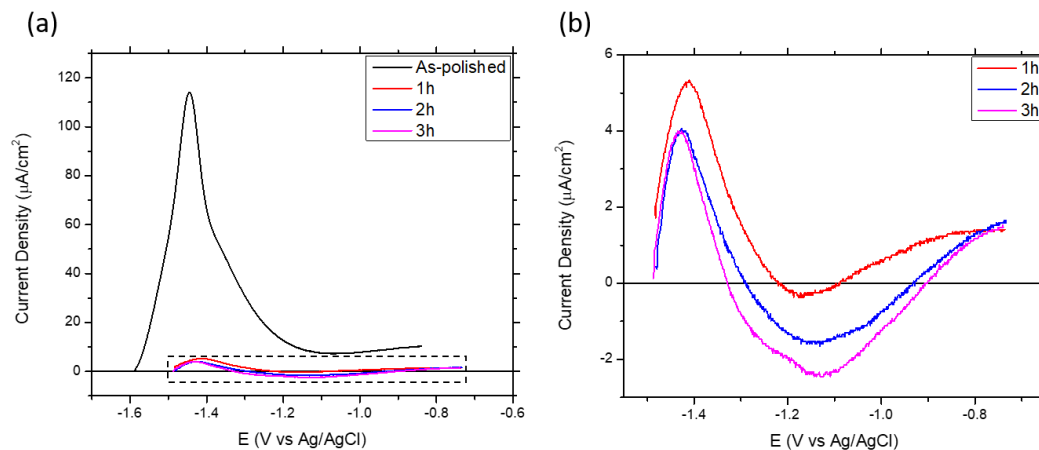 (a)
120
100
80
60
40
20
0
-1.6
-1.4
-1.2
-1.0
-0.8
-0.6
Current Density (µA/cm²)
E (V vs Ag/AgCl)
As-polished
1h
2h
3h
(b)
6
4
2
0
-2
-1.4
-1.2
-1.0
-0.8
Current Density (µA/cm²)
E (V vs Ag/AgCl)
1h
2h
3h